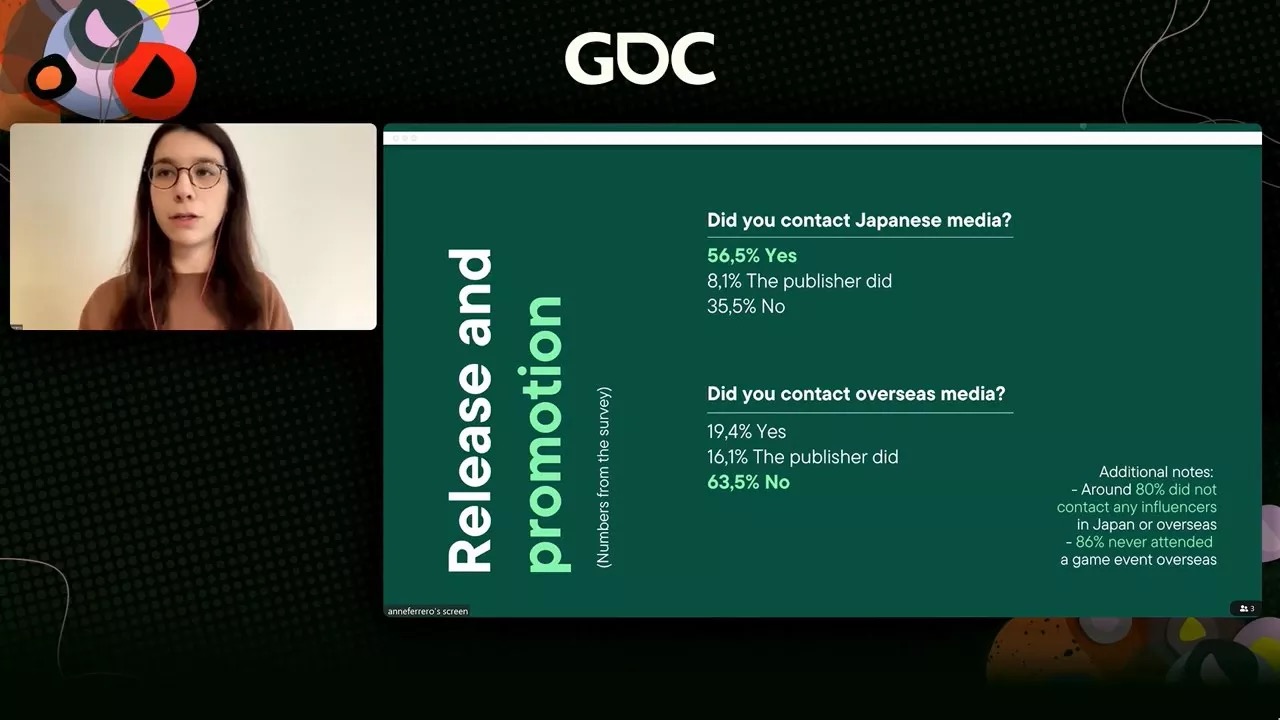 GDC
Release and
promotion
(Numbers from the survey)
Did you contact Japanese media?
56,5% Yes
8,1% The publisher did
35,5% No
Did you contact overseas media?
19,4% Yes
16,1% The publisher did
63,5% No
Additional notes:
- Around 80% did not
contact any influencers
in Japan or overseas
- 86% never attended
a game event overseas
anneferrero's screen
3